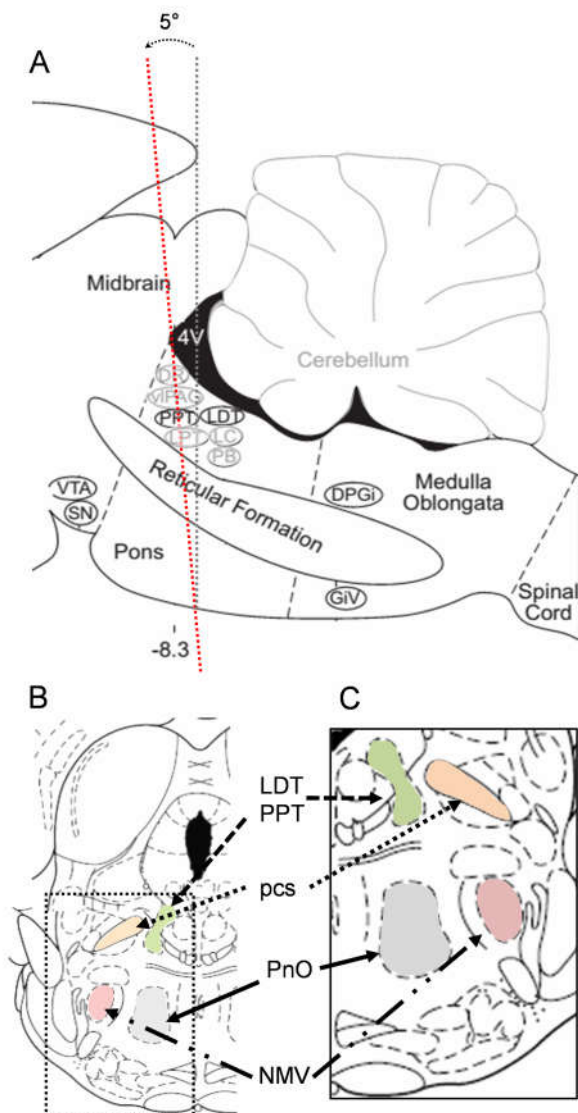 5°
A
Midbrain
4V
Cerebellum
DR
vlPAG
PPT LDT
LPT LC
PB
Reticular Formation
VTA
SN
DPGi
Medulla
Oblongata
Pons
GiV
Spinal
Cord
-8.3
B
C
LDT
PPT
pcs
PnO
NMV